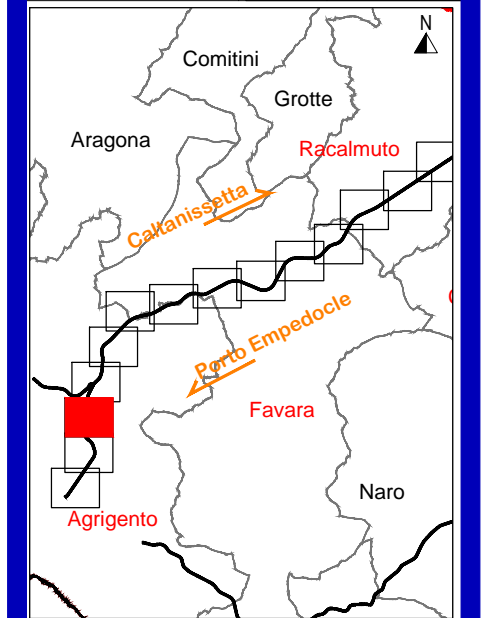 N
Comitini
Grotte
Aragona
Racalmuto
Caltanissetta
Porto Empedocle
Favara
Naro
Agrigento